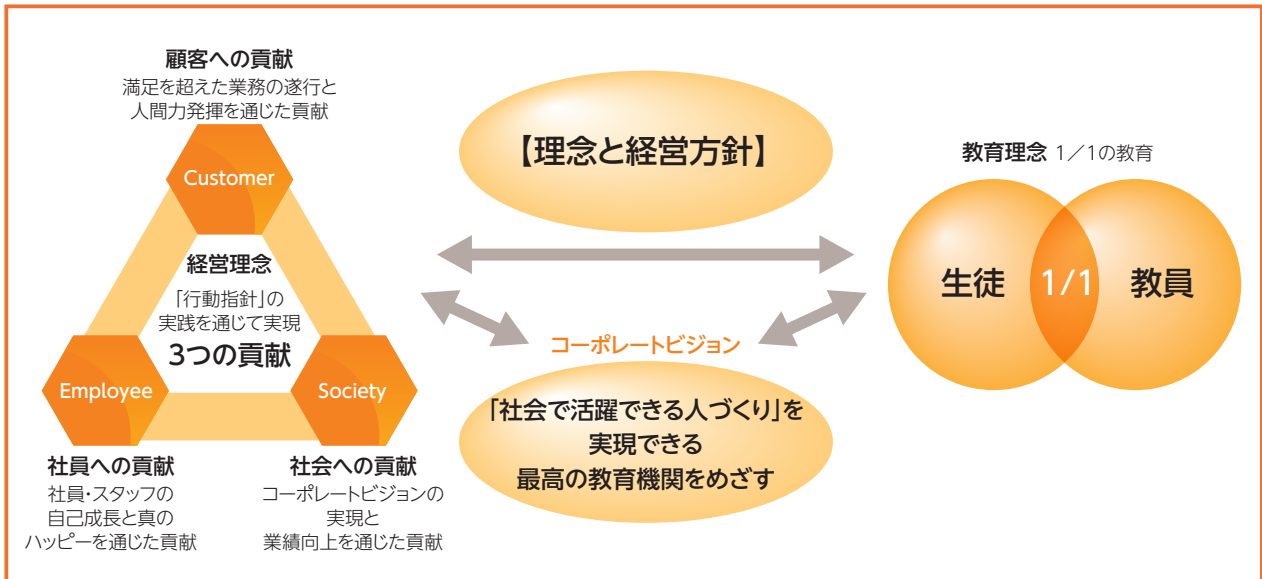 顧客への貢献
満足を超えた業務の遂行と
人間力発揮を通じた貢献
Customer
経営理念
「行動指針」の
実践を通じて実現
3つの貢献
Employee
Society
社員への貢献
社員・スタッフの
自己成長と真の
ハッピーを通じた貢献
社会への貢献
コーポレートビジョンの
実現と
業績向上を通じた貢献
【理念と経営方針】
コーポレートビジョン
「社会で活躍できる人づくり」を
実現できる
最高の教育機関をめざす
教育理念 1／1の教育
生徒 1/1 教員